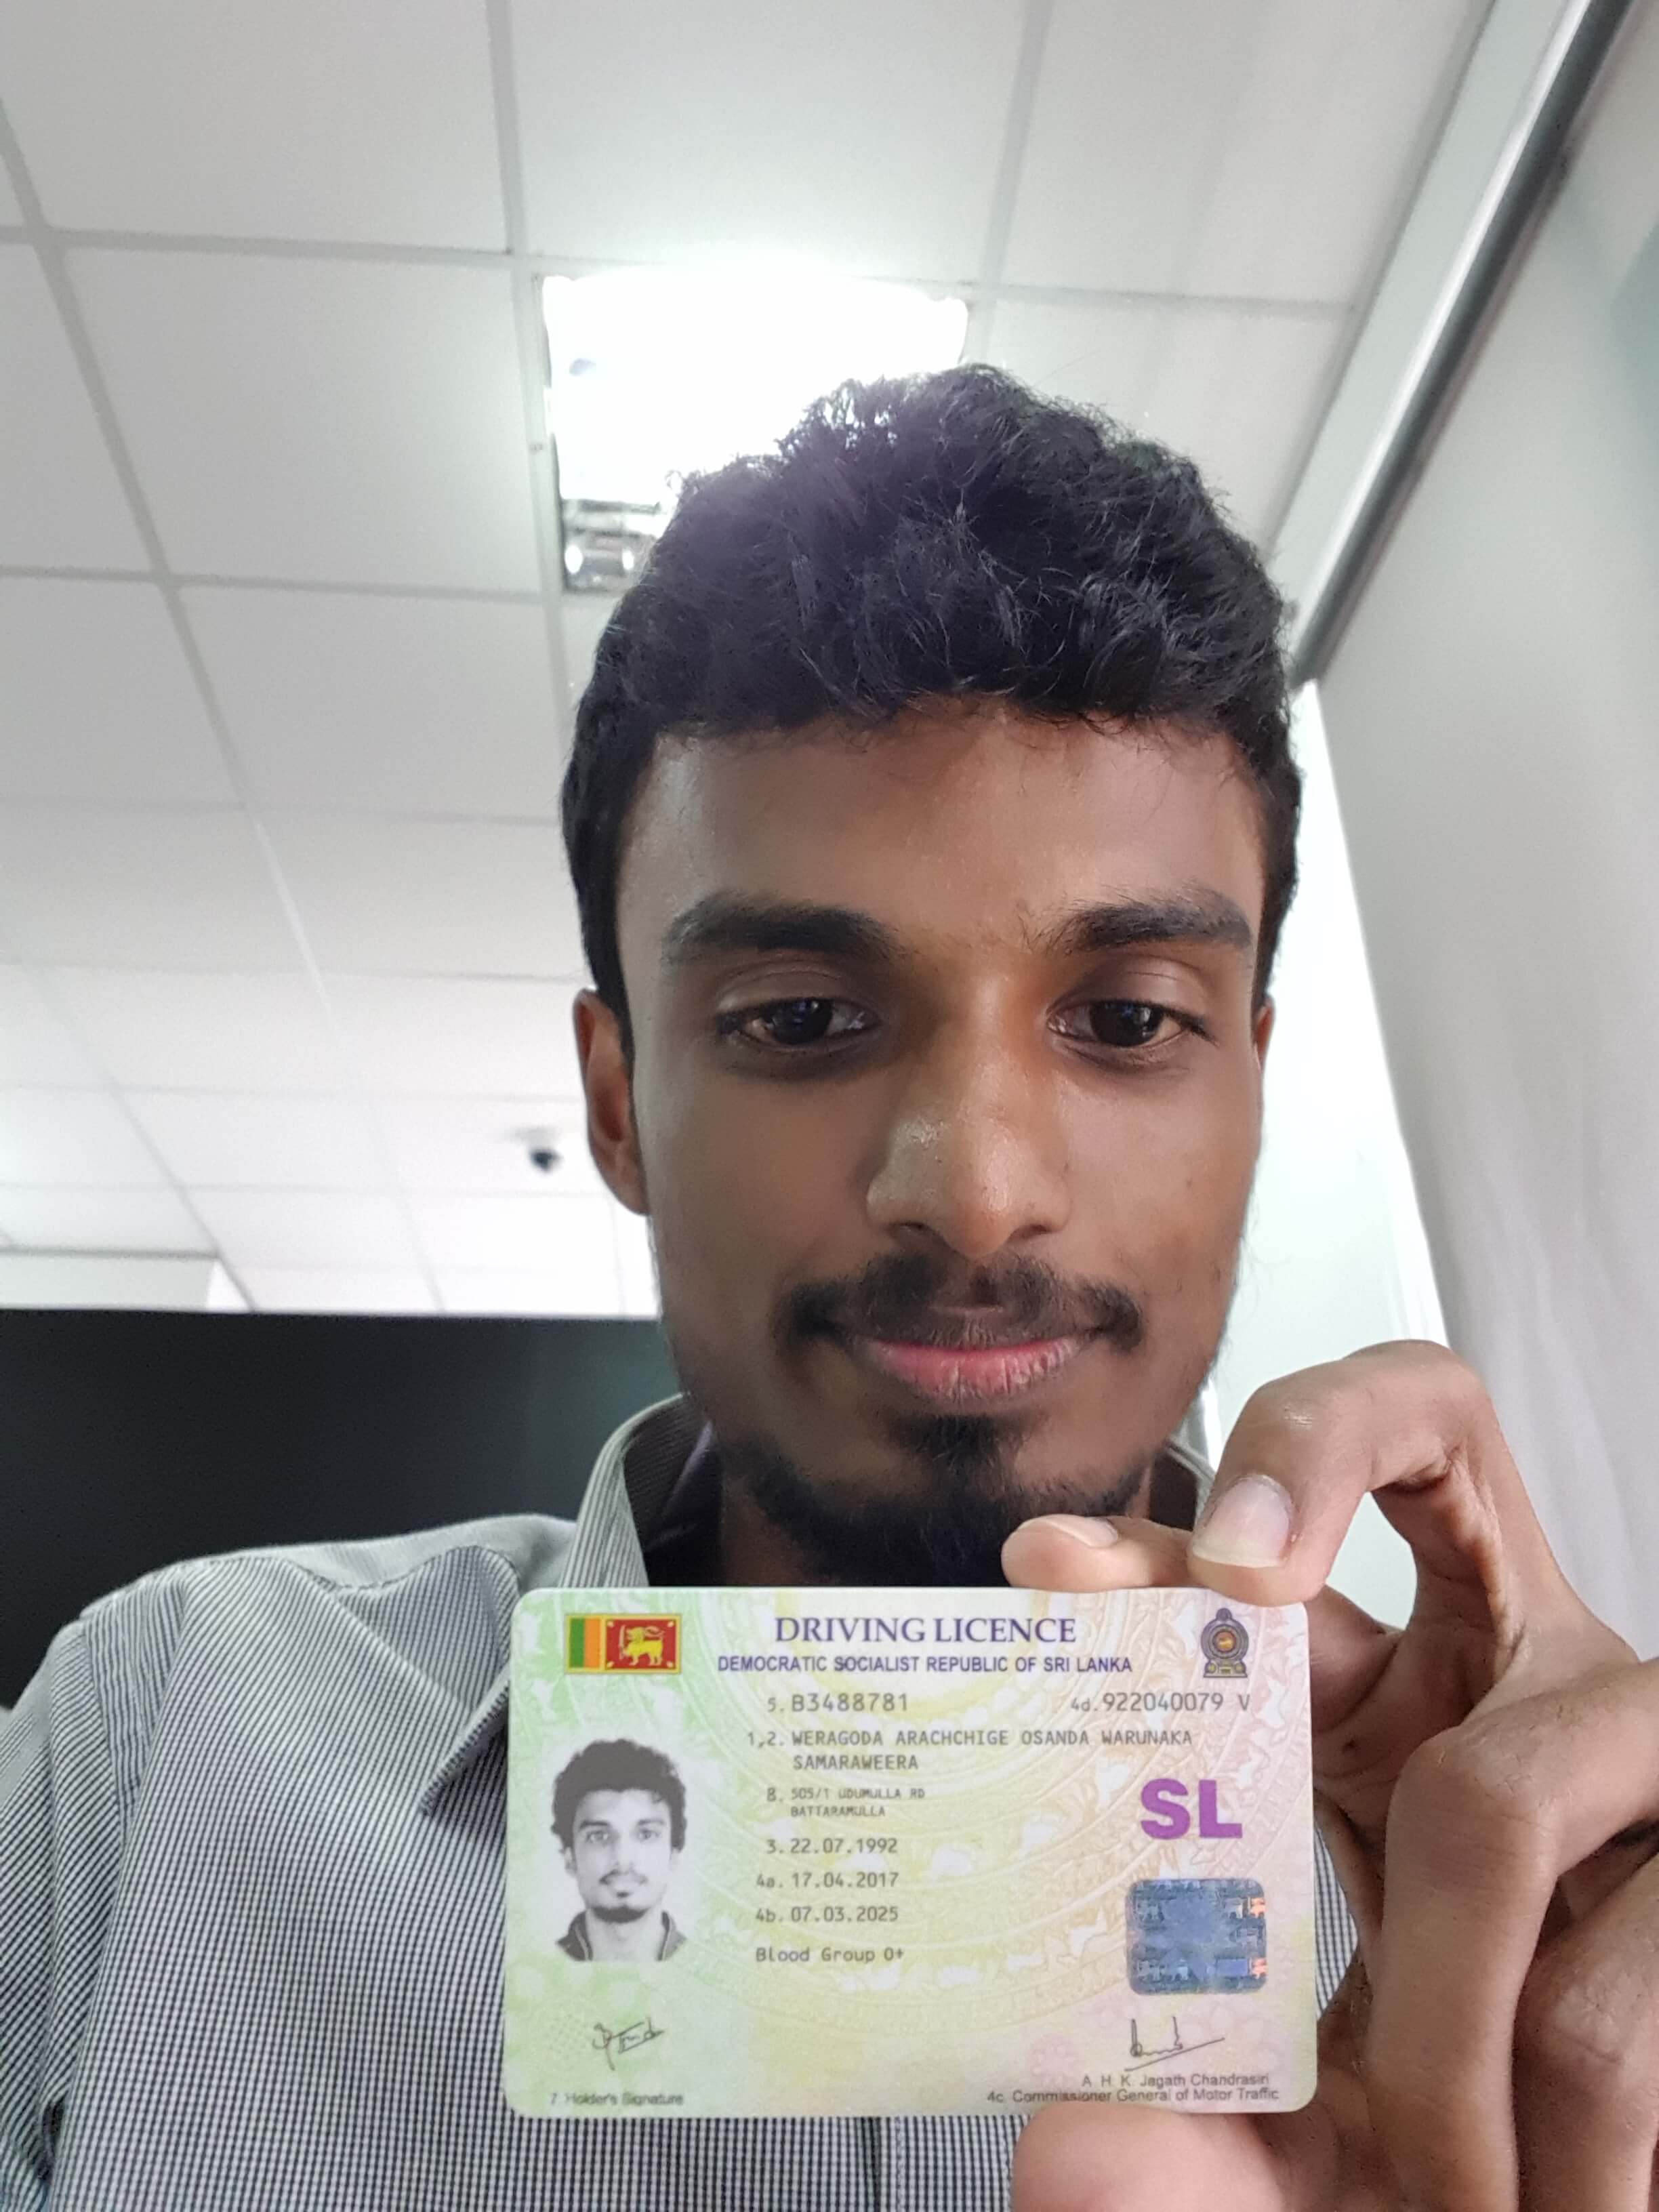 DRIVING LICENCE
DEMOCRATIC SOCIALIST REPUBLIC OF SRI LANKA
5. B3488781 4d. 922040079 V
1,2. WERAGODA ARACHCHIGE OSANDA WARUNAKA
SAMARAWEERA
8. 505/1 UDUMULLA RD
BATTARAMULLA
SL
3. 22.07.1992
4a. 17.04.2017
4b. 07.03.2025
Blood Group O+
A. H. K. Jagath Chandrasiri
7. Holder's Signature 4c. Commissioner General of Motor Traffic